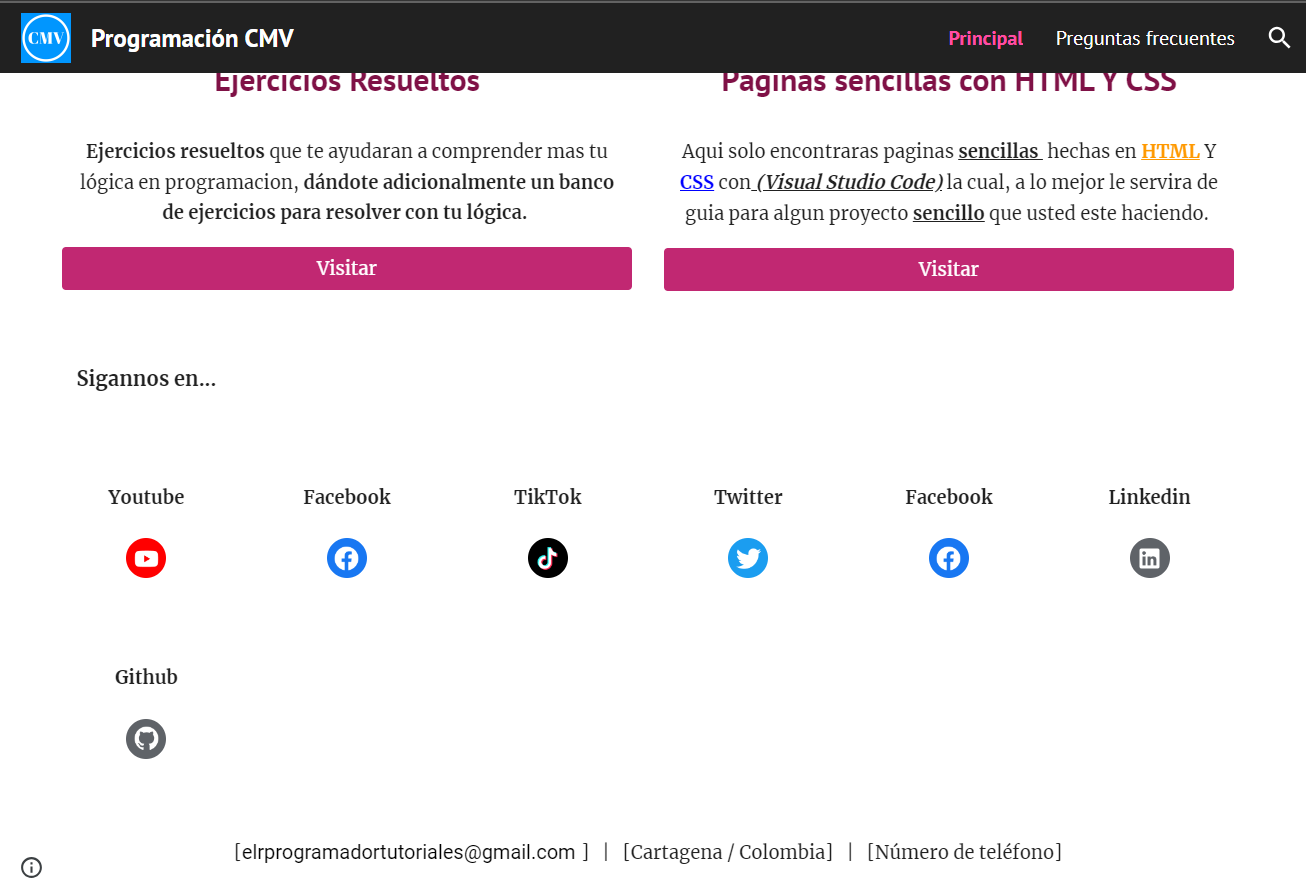 CMV
Programación CMV
Principal
Preguntas frecuentes
Ejercicios Resueltos
Paginas sencillas con HTML Y CSS
Ejercicios resueltos que te ayudaran a comprender mas tu
lógica en programacion, dándote adicionalmente un banco
de ejercicios para resolver con tu lógica.
Visitar
Aqui solo encontraras paginas sencillas hechas en HTML Y
CSS con (Visual Studio Code) la cual, a lo mejor le servira de
guia para algun proyecto sencillo que usted este haciendo.
Visitar
Sigannos en...
Youtube
Facebook
TikTok
Twitter
Facebook
Linkedin
Github
[elrprogramadortutoriales@gmail.com ] | [Cartagena / Colombia] | [Número de teléfono]